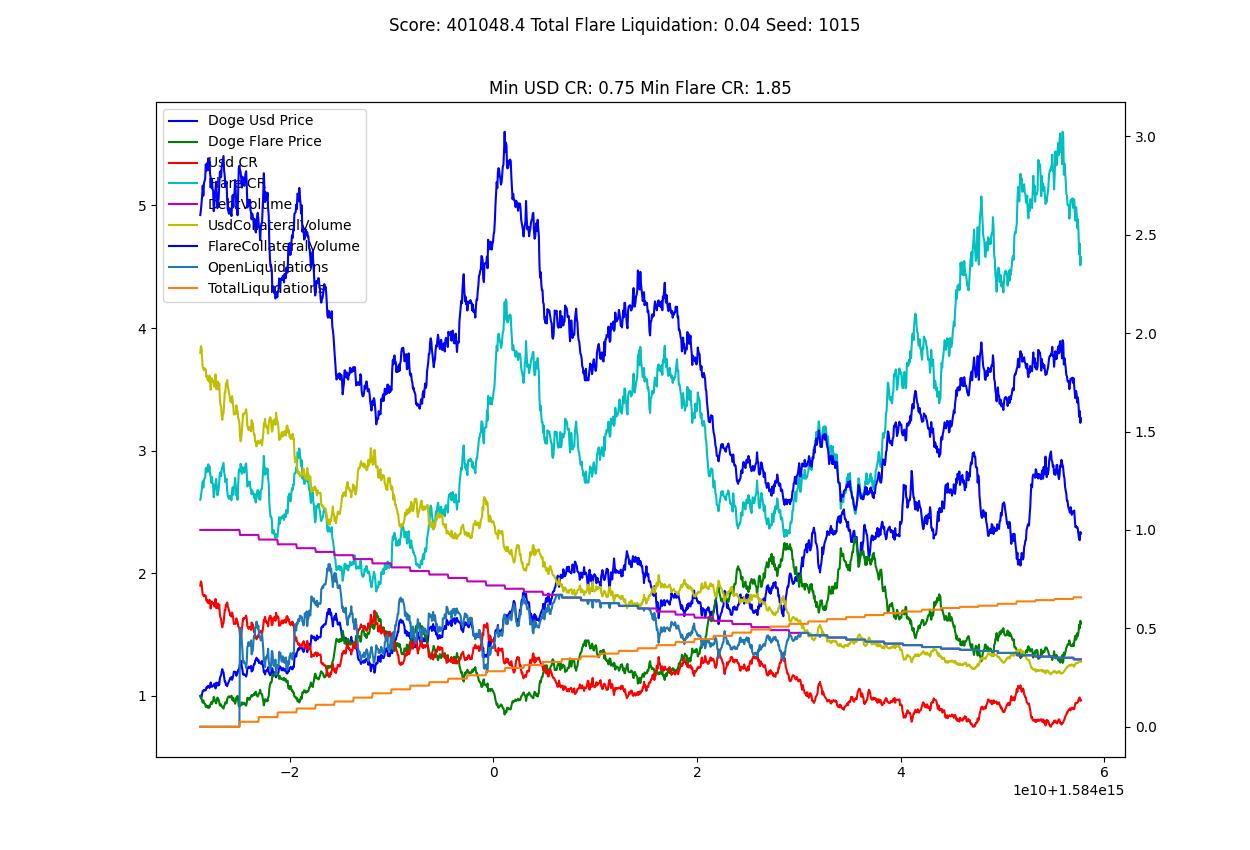 Score: 401048.4 Total Flare Liquidation: 0.04 Seed: 1015
Min USD CR: 0.75 Min Flare CR: 1.85
Doge Usd Price
Doge Flare Price
Usd CR
Flare CR
DebtVolume
UsdCollateralVolume
FlareCollateralVolume
OpenLiquidations
TotalLiquidations
5
4
3
2
1
3.0
2.5
2.0
1.5
1.0
0.5
0.0
−2
0
2
4
6
1e10+1.584e15